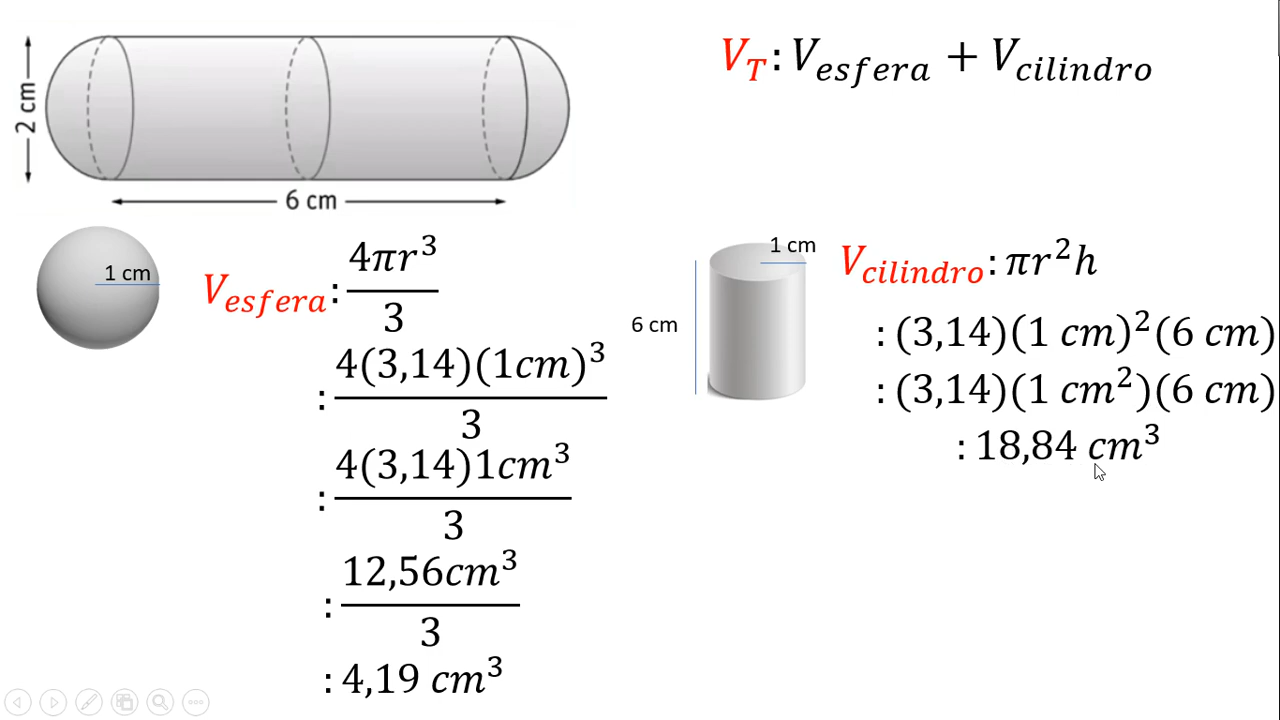 2 cm
6 cm
V_T: V_esfera + V_cilindro
1 cm
V_esfera: 4πr³/3
: 4(3,14)(1cm)³/3
: 4(3,14)1cm³/3
: 12,56cm³/3
: 4,19 cm³
1 cm
6 cm
V_cilindro: πr²h
: (3,14)(1 cm)²(6 cm)
: (3,14)(1 cm²)(6 cm)
: 18,84 cm³